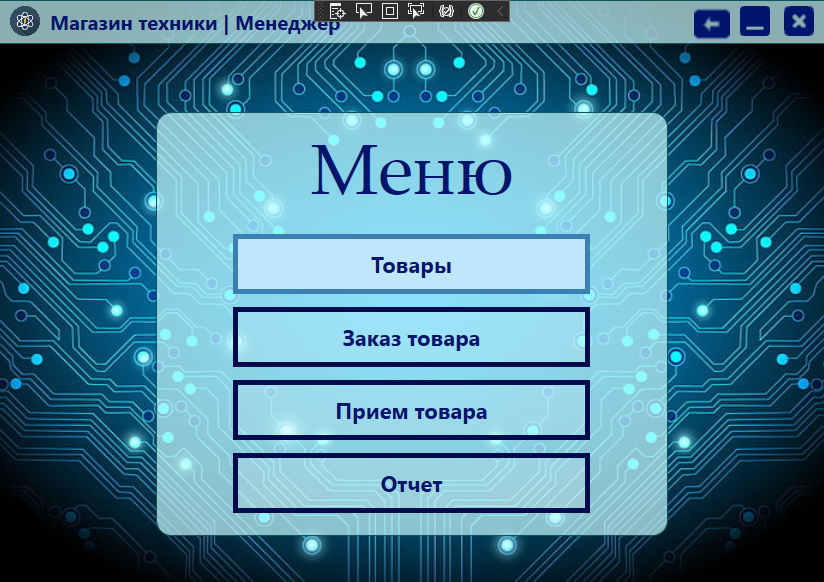 Магазин техники | Менеджер
Меню
Товары
Заказ товара
Прием товара
Отчет